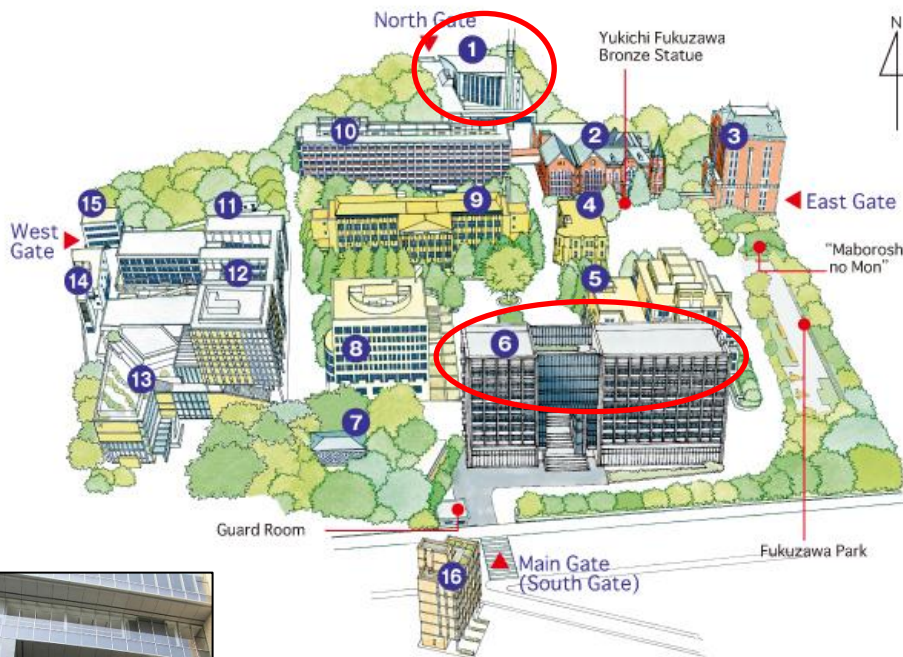 North Gate
1
Yukichi Fukuzawa
Bronze Statue
N
10
2
3
15
11
9
4
East Gate
West
Gate
"Maborosh
no Mon"
12
14
5
6
8
13
7
Guard Room
Fukuzawa Park
16
Main Gate
(South Gate)